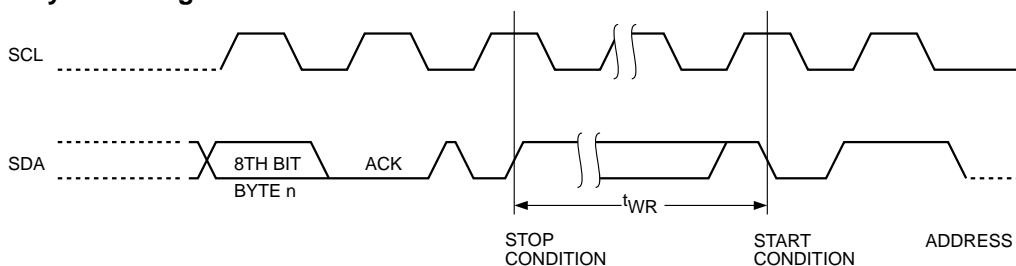 SCL
SDA
8TH BIT
ACK
BYTE n
tWR
STOP
CONDITION
START
CONDITION
ADDRESS